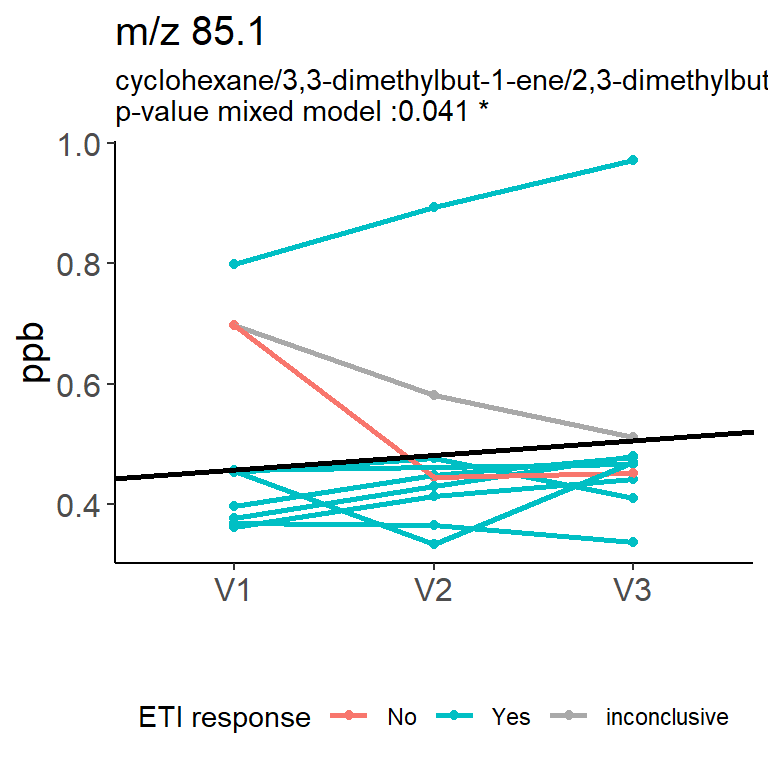 m/z 85.1
cyclohexane/3,3-dimethylbut-1-ene/2,3-dimethylbut
p-value mixed model :0.041 *
1.0
0.8
0.6
0.4
ppb
V1 V2 V3
ETI response No Yes inconclusive